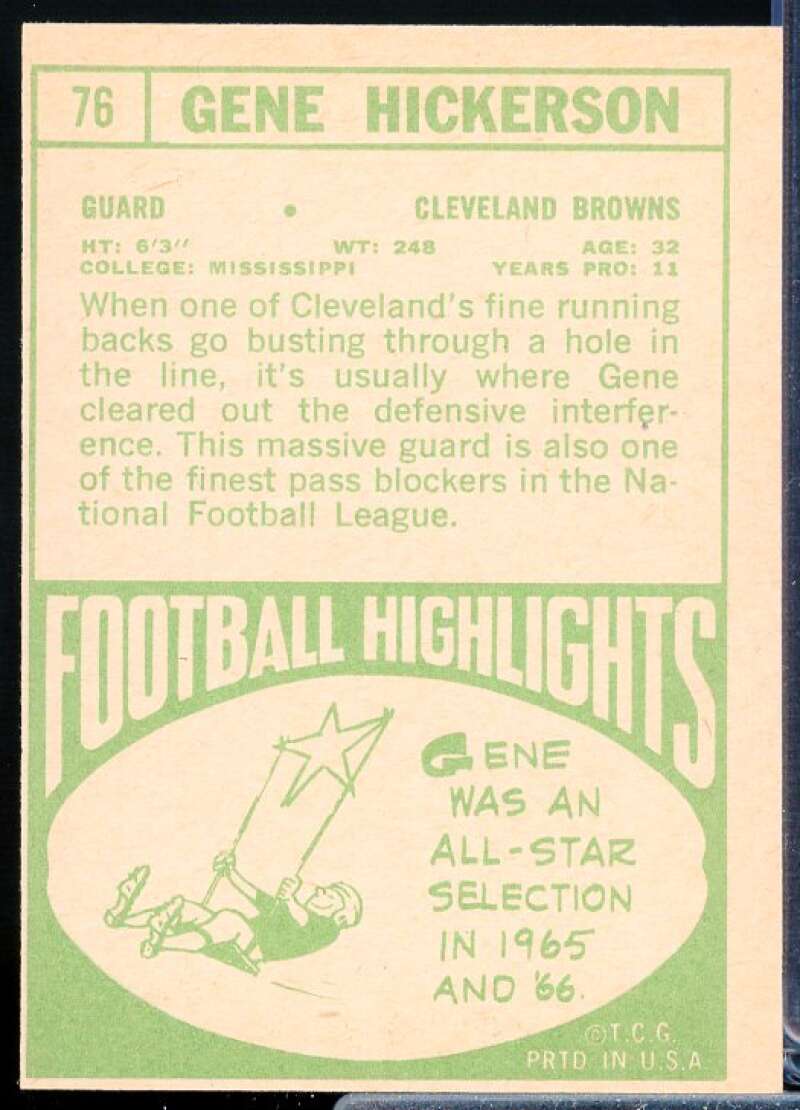 76 GENE HICKERSON
GUARD • CLEVELAND BROWNS
HT: 6'3" WT: 248 AGE: 32
COLLEGE: MISSISSIPPI YEARS PRO: 11
When one of Cleveland's fine running
backs go busting through a hole in
the line, it's usually where Gene
cleared out the defensive interfer-
ence. This massive guard is also one
of the finest pass blockers in the Na-
tional Football League.
FOOTBALL HIGHLIGHTS
GENE
WAS AN
ALL-STAR
SELECTION
IN 1965
AND '66.
©T.C.G.
PRTD IN U.S.A